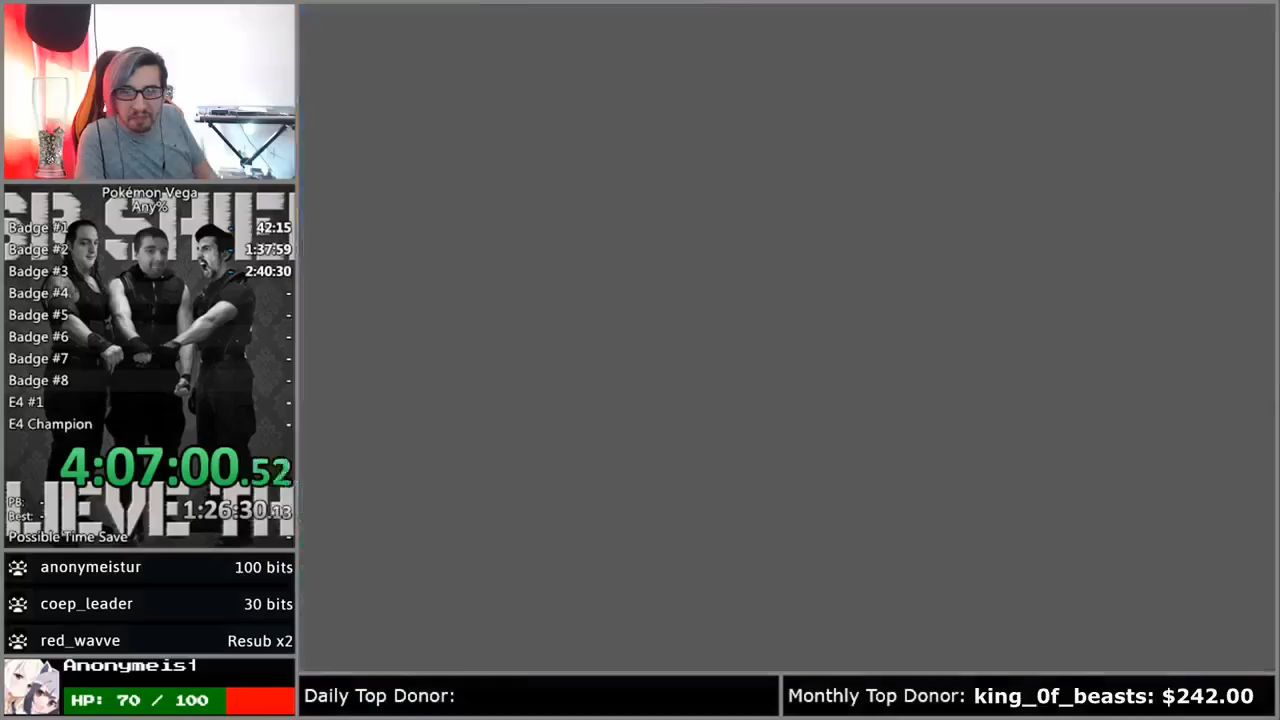 Pokémon Vega
Any%
Badge #1 42:15
Badge #2 1:37:59
Badge #3 2:40:30
Badge #4 -
Badge #5 -
Badge #6 -
Badge #7 -
Badge #8 -
E4 #1 -
E4 Champion -
4:07:00.52
PB: -
Best: -
1:26:30.13
Possible Time Save -
anonymeistur 100 bits
coep_leader 30 bits
red_wavve Resub x2
HP: 70 / 100
Daily Top Donor:
Monthly Top Donor: king_0f_beasts: $242.00